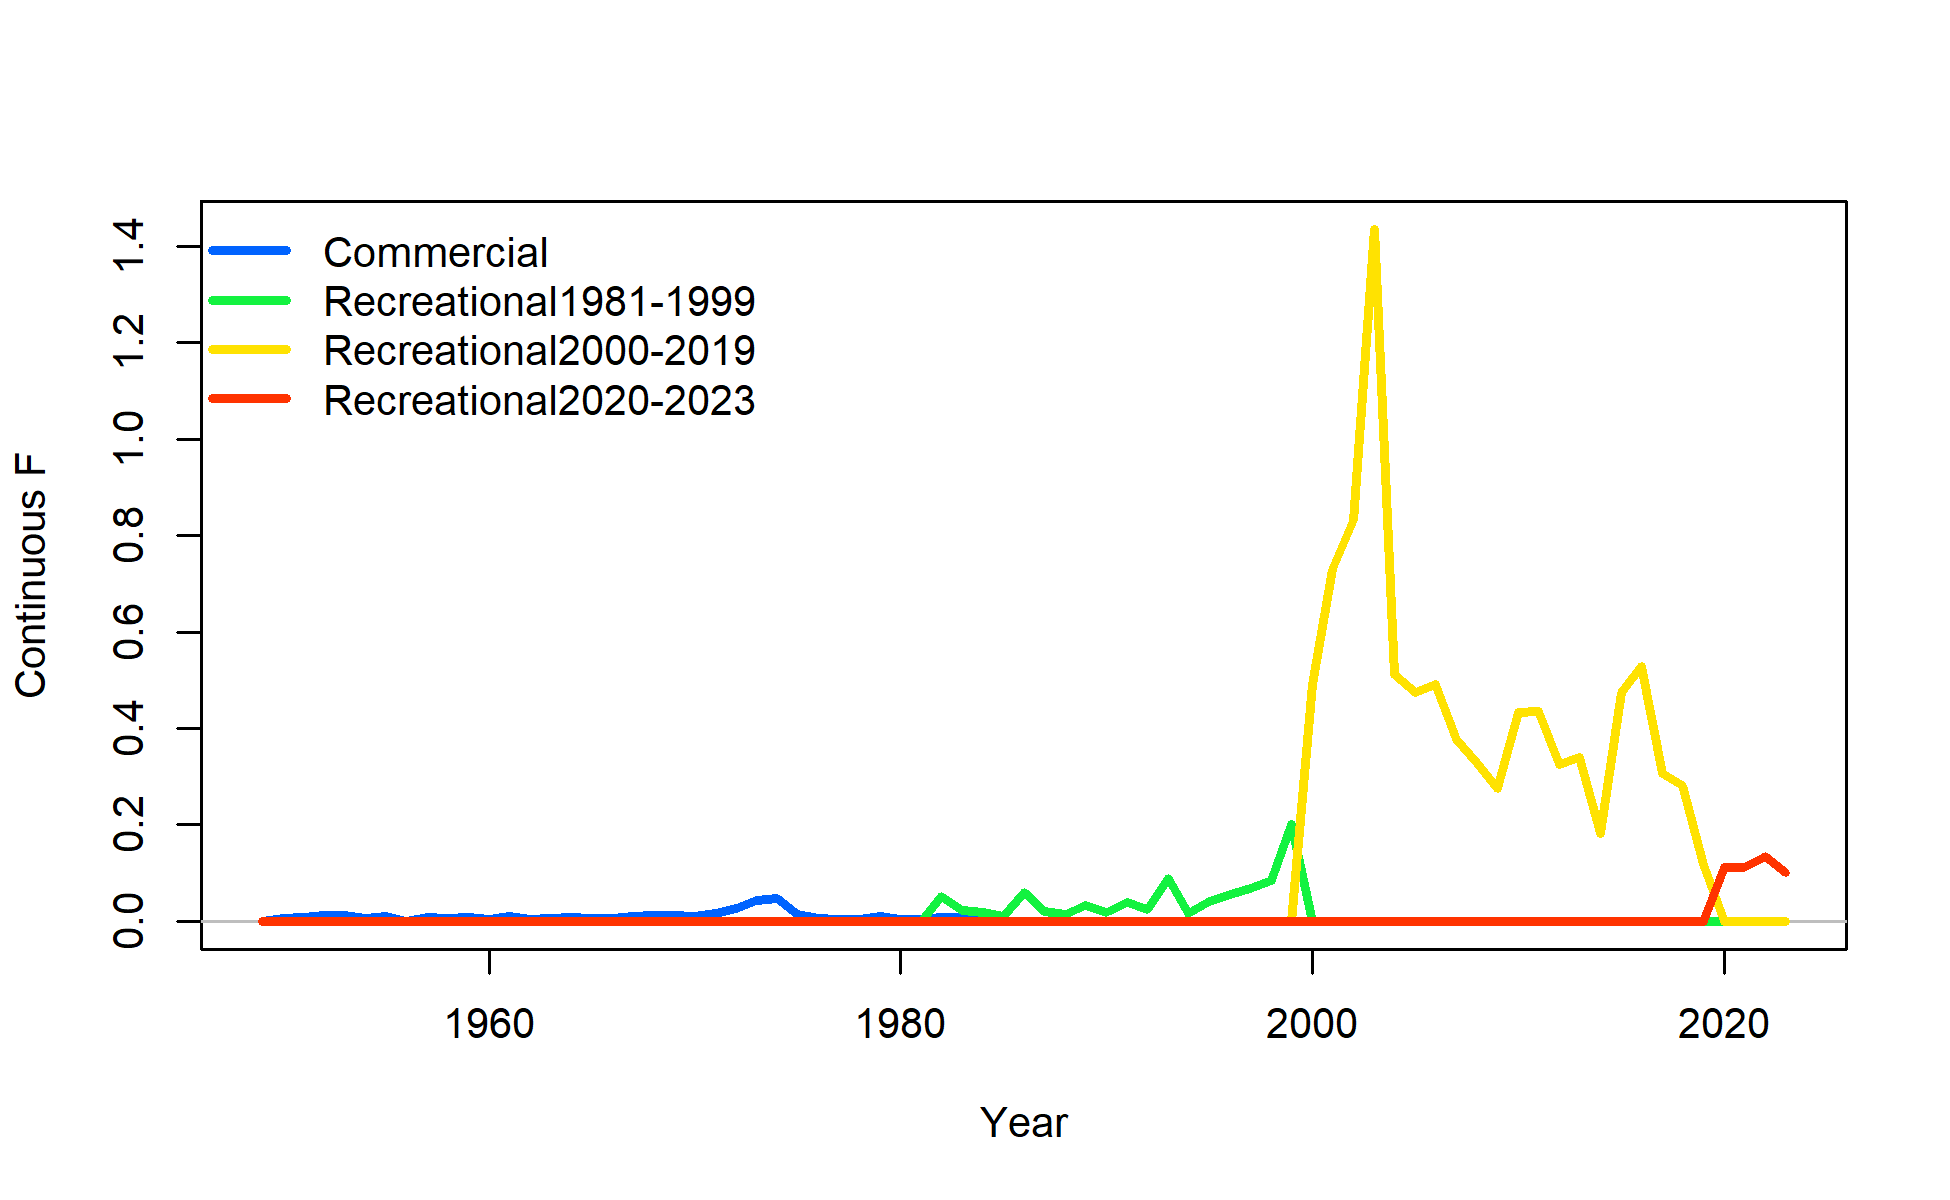 Commercial
Recreational1981-1999
Recreational2000-2019
Recreational2020-2023
Continuous F
1.4
1.2
1.0
0.8
0.6
0.4
0.2
0.0
1960 1980 2000 2020
Year